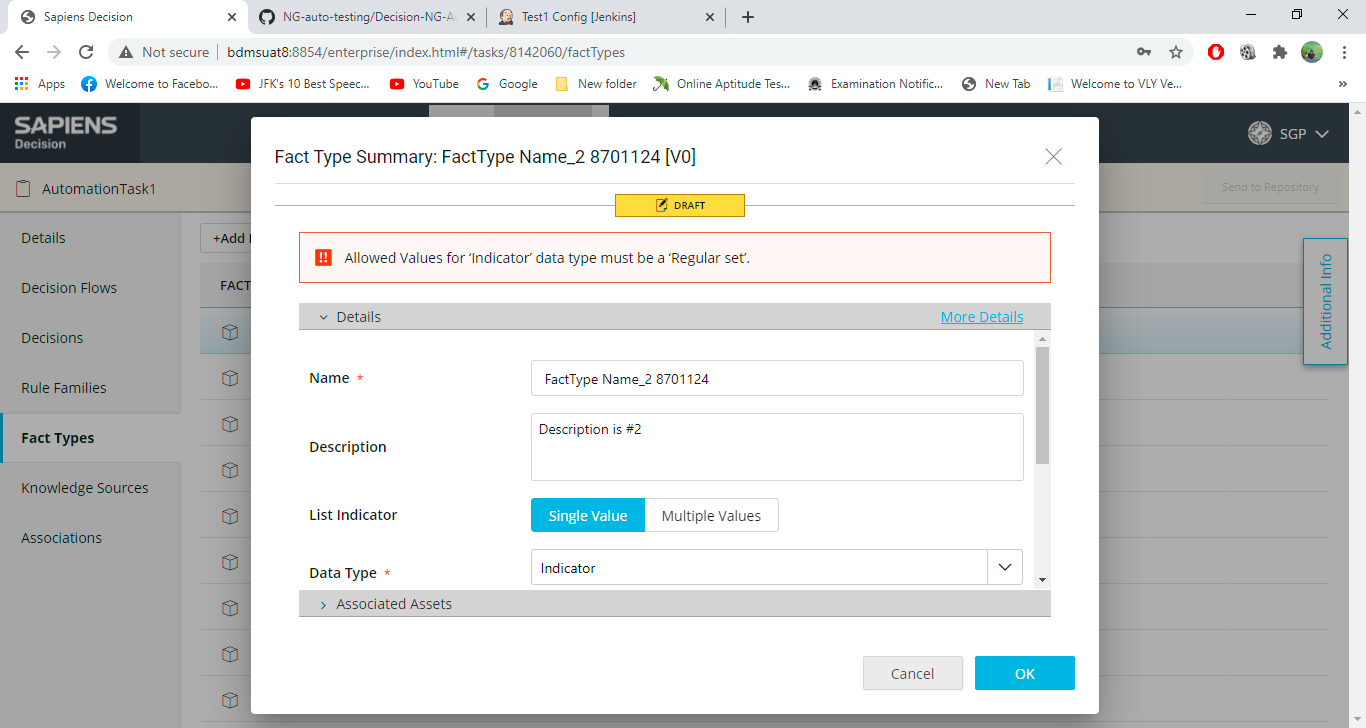 Sapiens Decision
NG-auto-testing/Decision-NG-A
Test1 Config [Jenkins]
Not secure
bdmsuat8:8854/enterprise/index.html#/tasks/8142060/factTypes
Apps
Welcome to Facebo...
JFK's 10 Best Speec...
YouTube
Google
New folder
Online Aptitude Tes...
Examination Notific...
New Tab
Welcome to VLY Ve...
»
SAPIENS
Decision
SGP
AutomationTask1
Send to Repository
Details
Decision Flows
Decisions
Rule Families
Fact Types
Knowledge Sources
Associations
+Add
FACT
Additional Info
Fact Type Summary: FactType Name_2 8701124 [V0]
DRAFT
!! Allowed Values for ‘Indicator’ data type must be a ‘Regular set’.
Details
More Details
Name *
FactType Name_2 8701124
Description
Description is #2
List Indicator
Single Value
Multiple Values
Data Type *
Indicator
Associated Assets
Cancel
OK